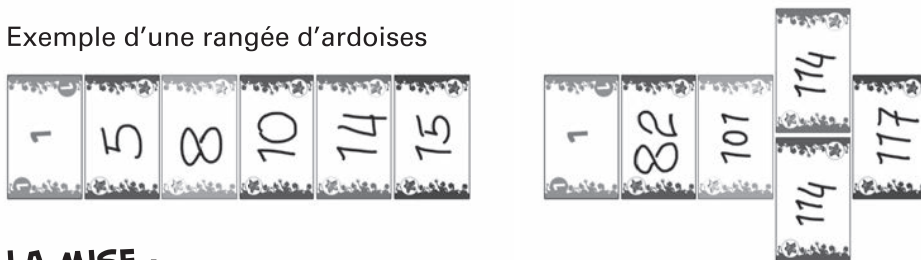 Exemple d’une rangée d’ardoises
1 5 8 10 14 15
1 82 101 114 117
114
LA MISE :